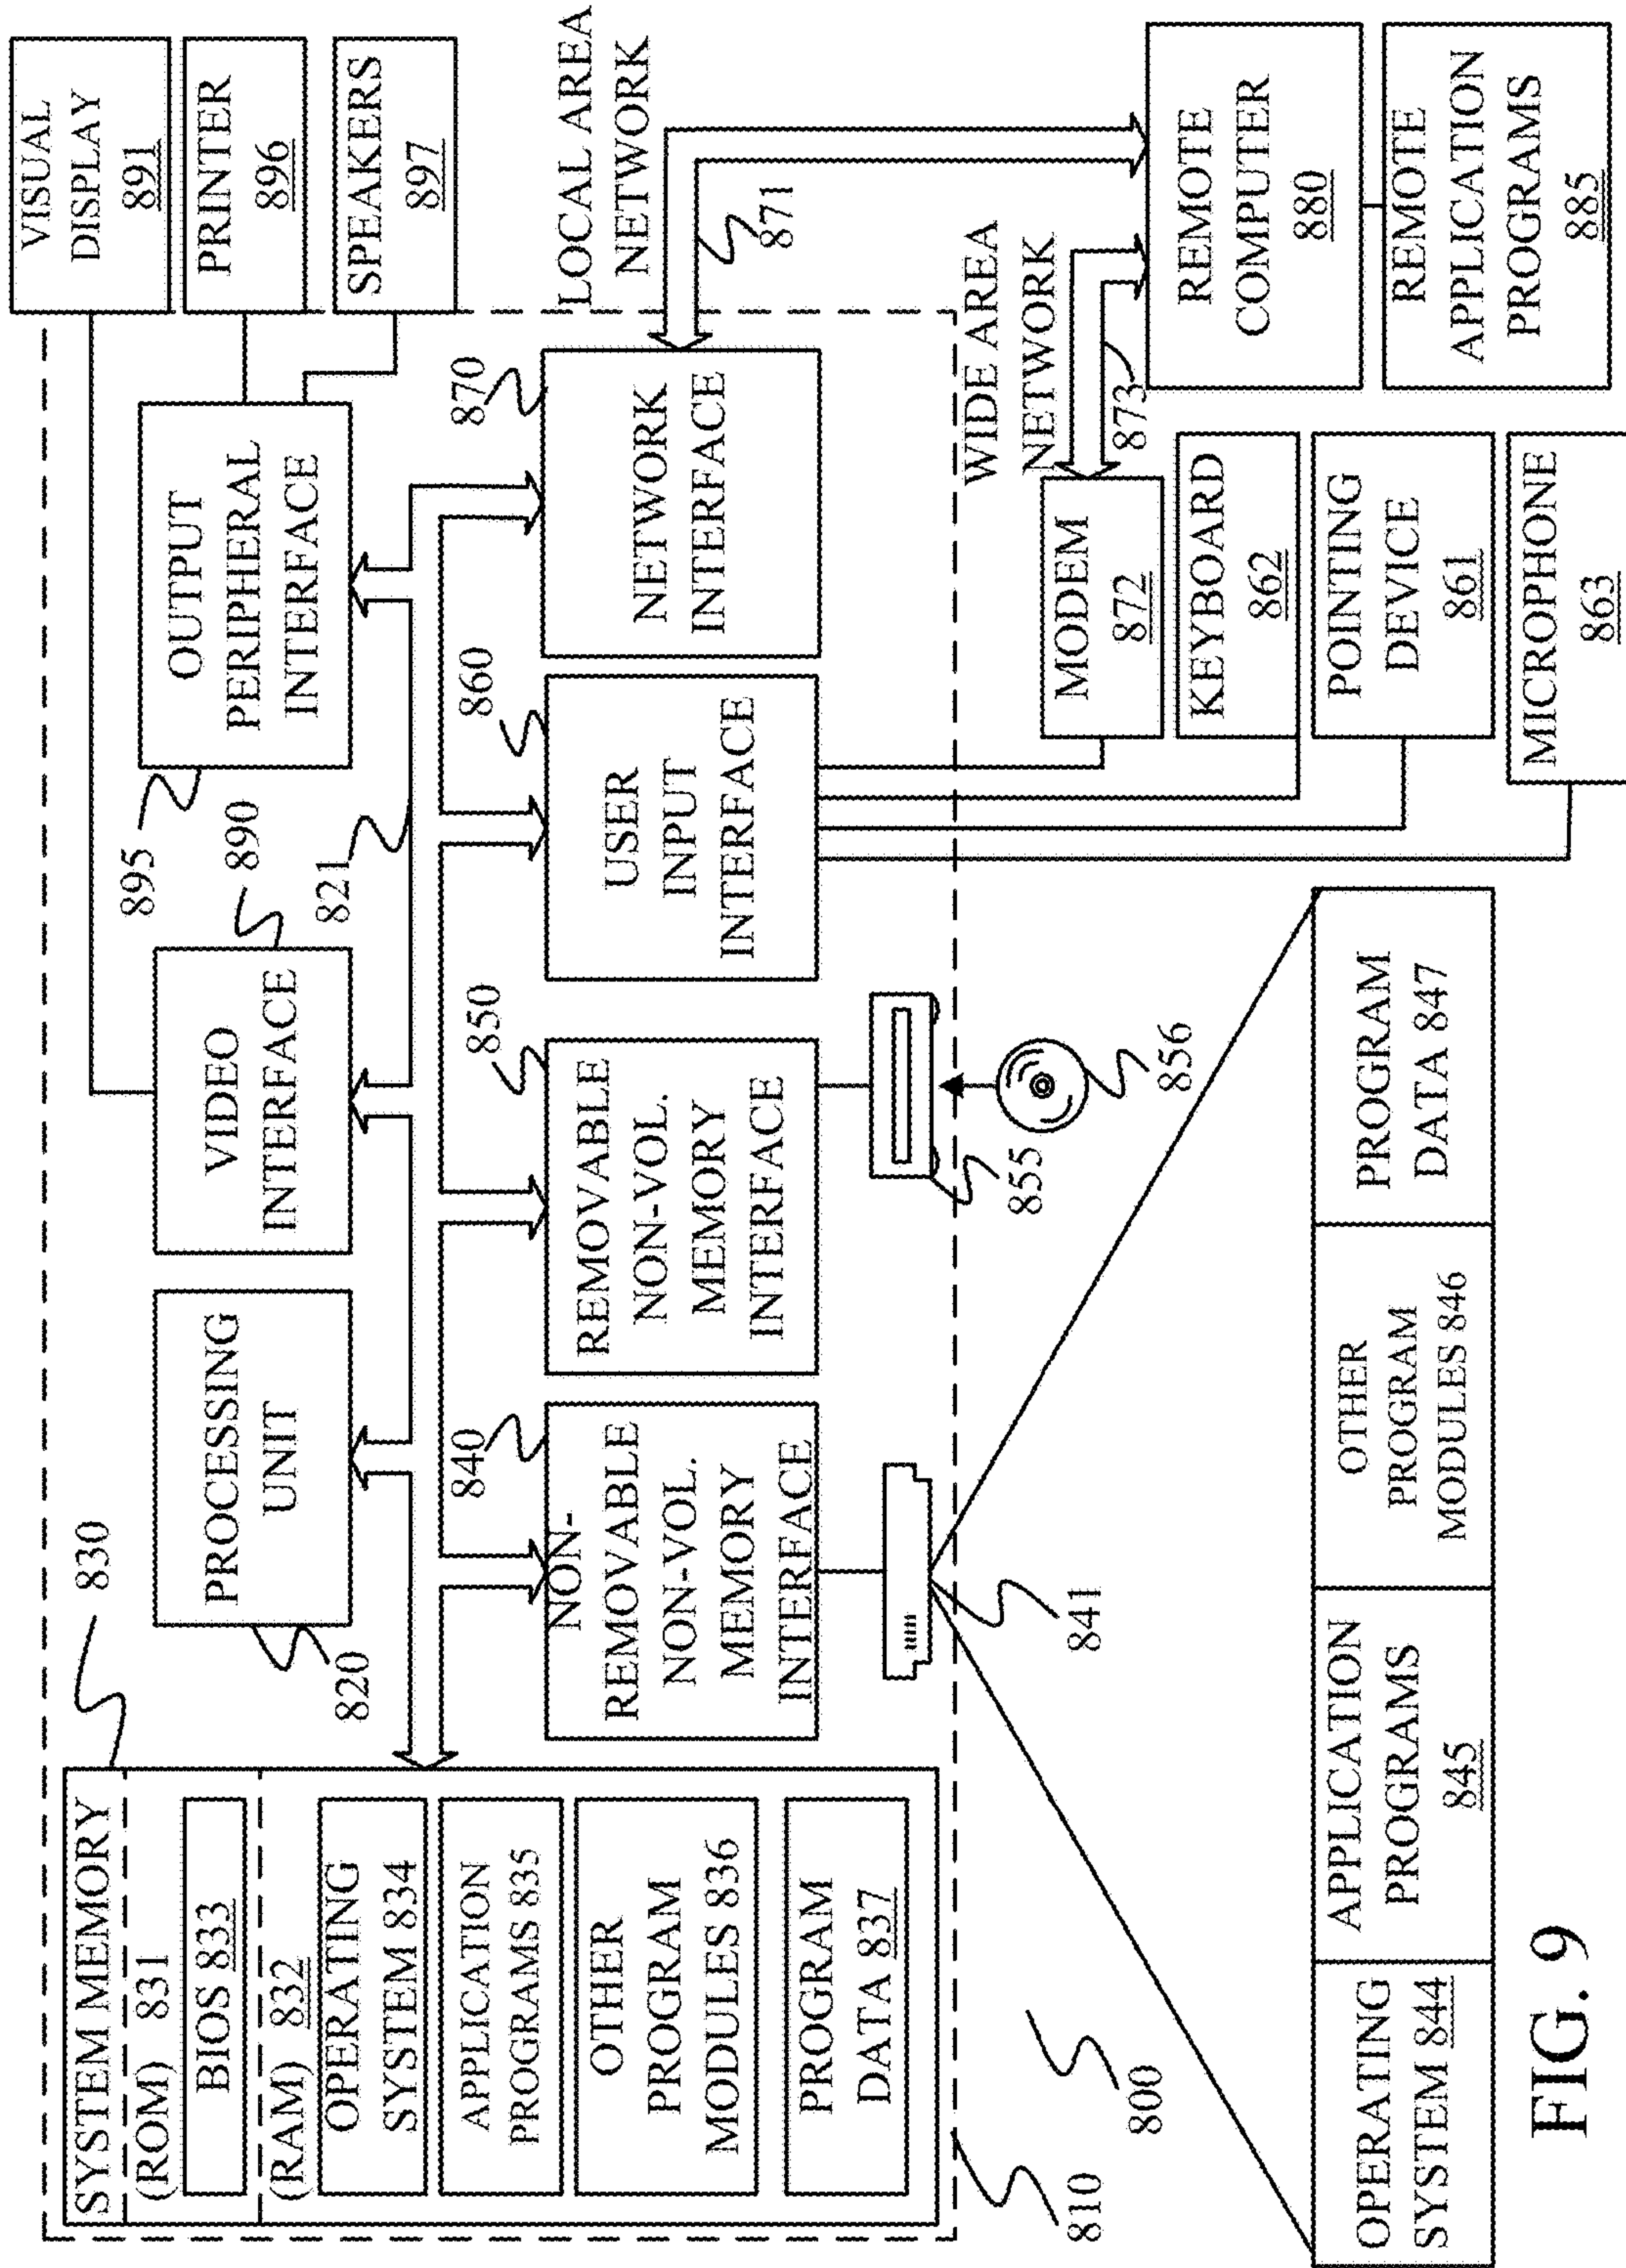 SYSTEM MEMORY
(ROM) 831
BIOS 833
(RAM) 832
OPERATING
SYSTEM 834
APPLICATION
PROGRAMS 835
OTHER
PROGRAM
MODULES 836
PROGRAM
DATA 837
830
820
PROCESSING
UNIT
VIDEO
INTERFACE
890
821
895
OUTPUT
PERIPHERAL
INTERFACE
VISUAL
DISPLAY
891
PRINTER
896
SPEAKERS
897
840
NON-
REMOVABLE
NON-VOL.
MEMORY
INTERFACE
850
REMOVABLE
NON-VOL.
MEMORY
INTERFACE
860
USER
INPUT
INTERFACE
870
NETWORK
INTERFACE
LOCAL AREA
NETWORK
871
WIDE AREA
NETWORK
873
810
800
841
855
856
MODEM
872
KEYBOARD
862
POINTING
DEVICE
861
MICROPHONE
863
REMOTE
COMPUTER
880
REMOTE
APPLICATION
PROGRAMS
885
OPERATING
SYSTEM 844
APPLICATION
PROGRAMS
845
OTHER
PROGRAM
MODULES 846
PROGRAM
DATA 847
FIG. 9